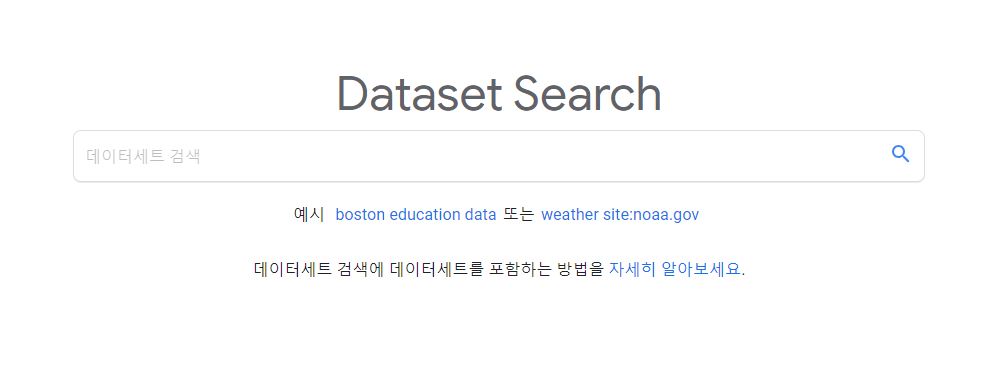 Dataset Search
데이터세트 검색
예시 boston education data 또는 weather site:noaa.gov
데이터세트 검색에 데이터세트를 포함하는 방법을 자세히 알아보세요.